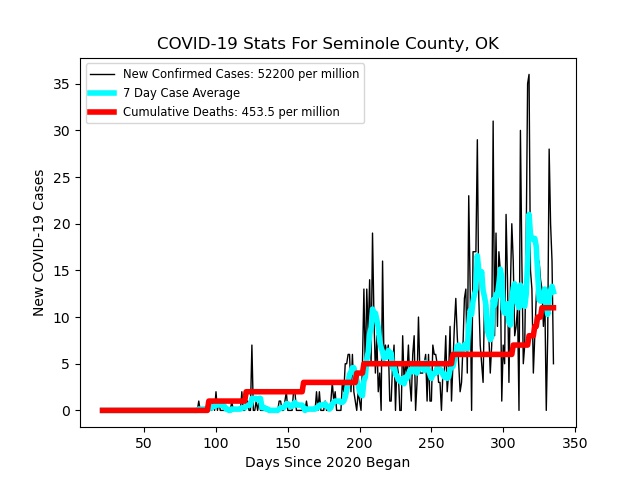 COVID-19 Stats For Seminole County, OK
New Confirmed Cases: 52200 per million
7 Day Case Average
Cumulative Deaths: 453.5 per million
New COVID-19 Cases
35
30
25
20
15
10
5
0
50
100
150
200
250
300
350
Days Since 2020 Began